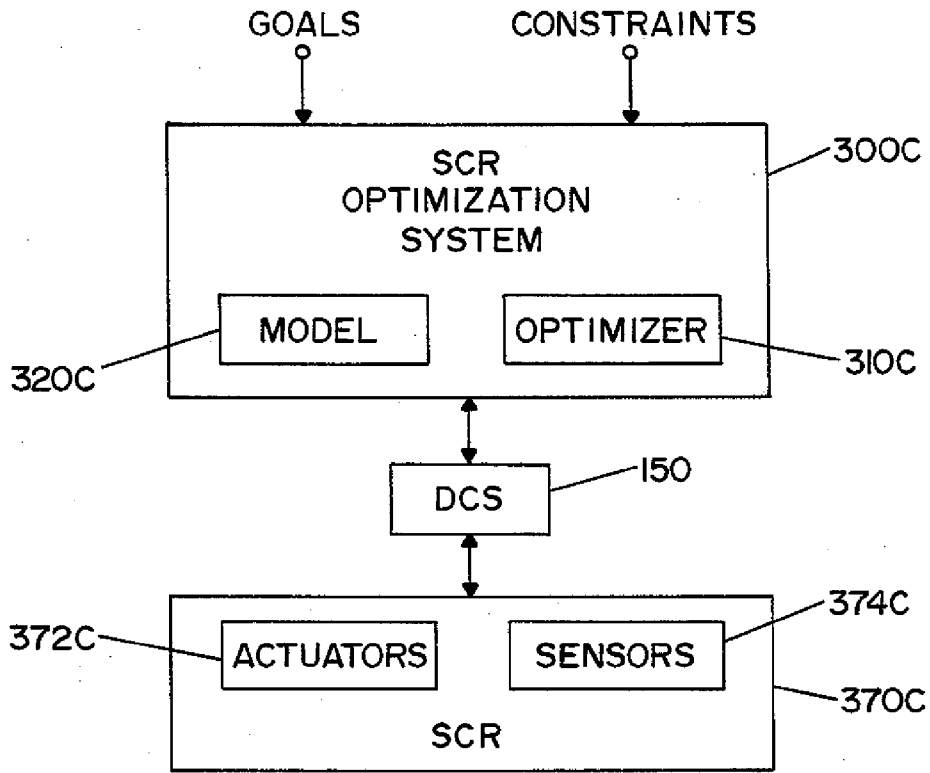 GOALS
CONSTRAINTS
300C
SCR
OPTIMIZATION
SYSTEM
MODEL
OPTIMIZER
320C
310C
DCS
150
372C
374C
ACTUATORS
SENSORS
370C
SCR